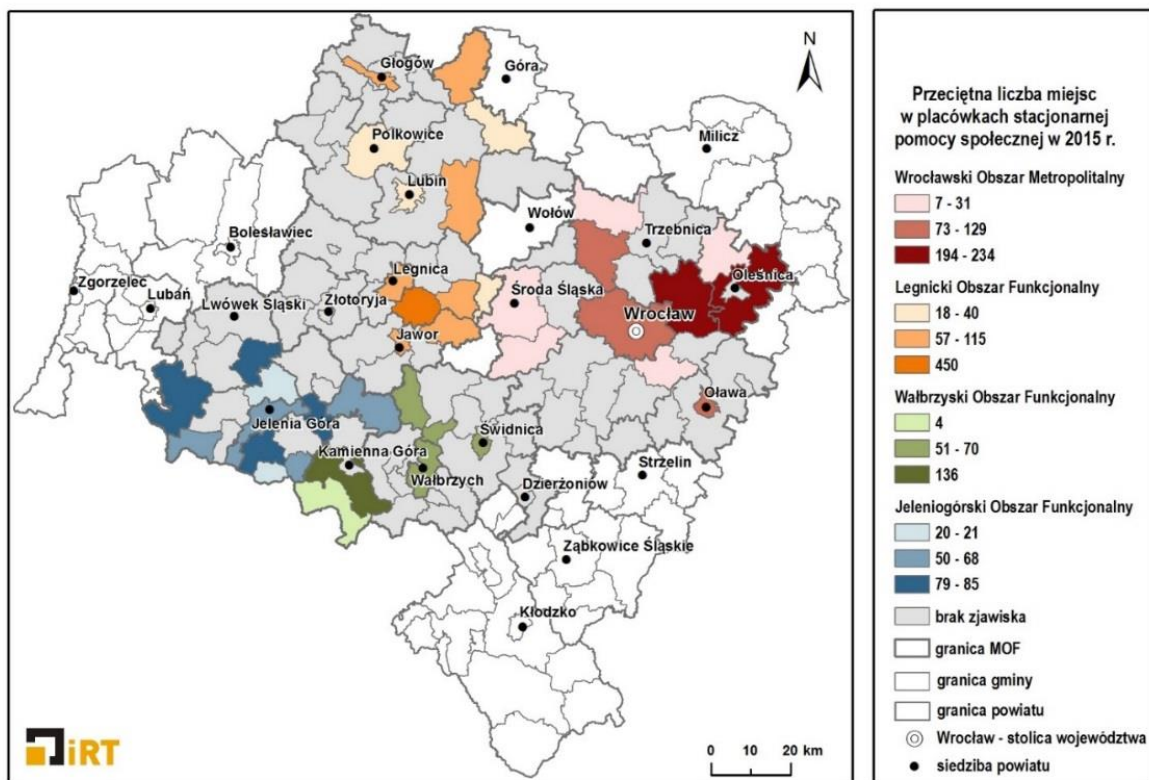 Głogów
Góra
N
Polkowice
Milicz
Lubin
Wołów
Trzebnica
Bolesławiec
Legnica
Oleśnica
Zgorzelec
Lubań
Lwówek Śląski
Złotoryja
Środa Śląska
Wrocław
Jawor
Oława
Jelenia Góra
Świdnica
Kamienna Góra
Strzelin
Wałbrzych
Dzierżoniów
Ząbkowice Śląskie
Kłodzko
iRT
0 10 20 km
Przeciętna liczba miejsc
w placówkach stacjonarnej
pomocy społecznej w 2015 r.
Wrocławski Obszar Metropolitalny
7 - 31
73 - 129
194 - 234
Legnicki Obszar Funkcjonalny
18 - 40
57 - 115
450
Wałbrzyski Obszar Funkcjonalny
4
51 - 70
136
Jeleniogórski Obszar Funkcjonalny
20 - 21
50 - 68
79 - 85
brak zjawiska
granica MOF
granica gminy
granica powiatu
Wrocław - stolica województwa
siedziba powiatu